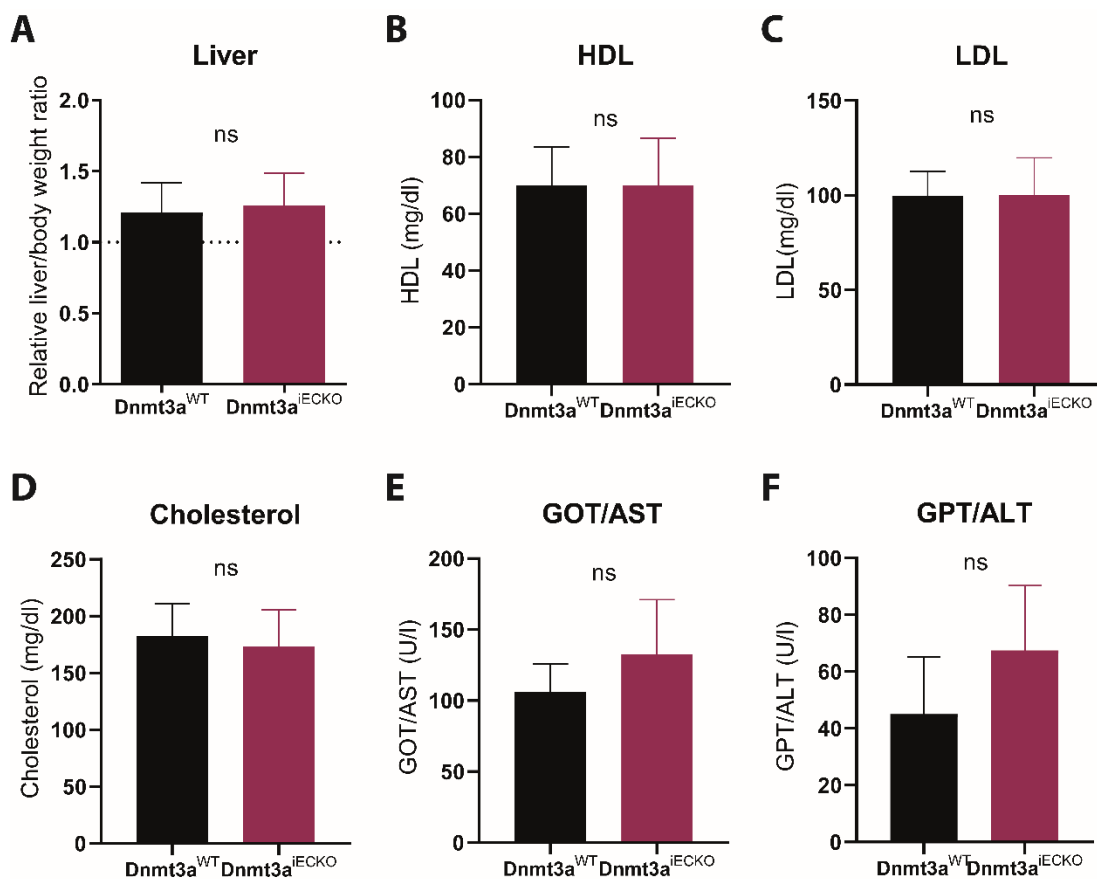 A
Liver
Relative liver/body weight ratio
2.0
1.5
1.0
0.5
0.0
ns
Dnmt3a^WT Dnmt3a^iECKO
B
HDL
HDL (mg/dl)
100
80
60
40
20
0
ns
Dnmt3a^WT Dnmt3a^iECKO
C
LDL
LDL(mg/dl)
150
100
50
0
ns
Dnmt3a^WT Dnmt3a^iECKO
D
Cholesterol
Cholesterol (mg/dl)
250
200
150
100
50
0
ns
Dnmt3a^WT Dnmt3a^iECKO
E
GOT/AST
GOT/AST (U/l)
200
150
100
50
0
ns
Dnmt3a^WT Dnmt3a^iECKO
F
GPT/ALT
GPT/ALT (U/l)
100
80
60
40
20
0
ns
Dnmt3a^WT Dnmt3a^iECKO